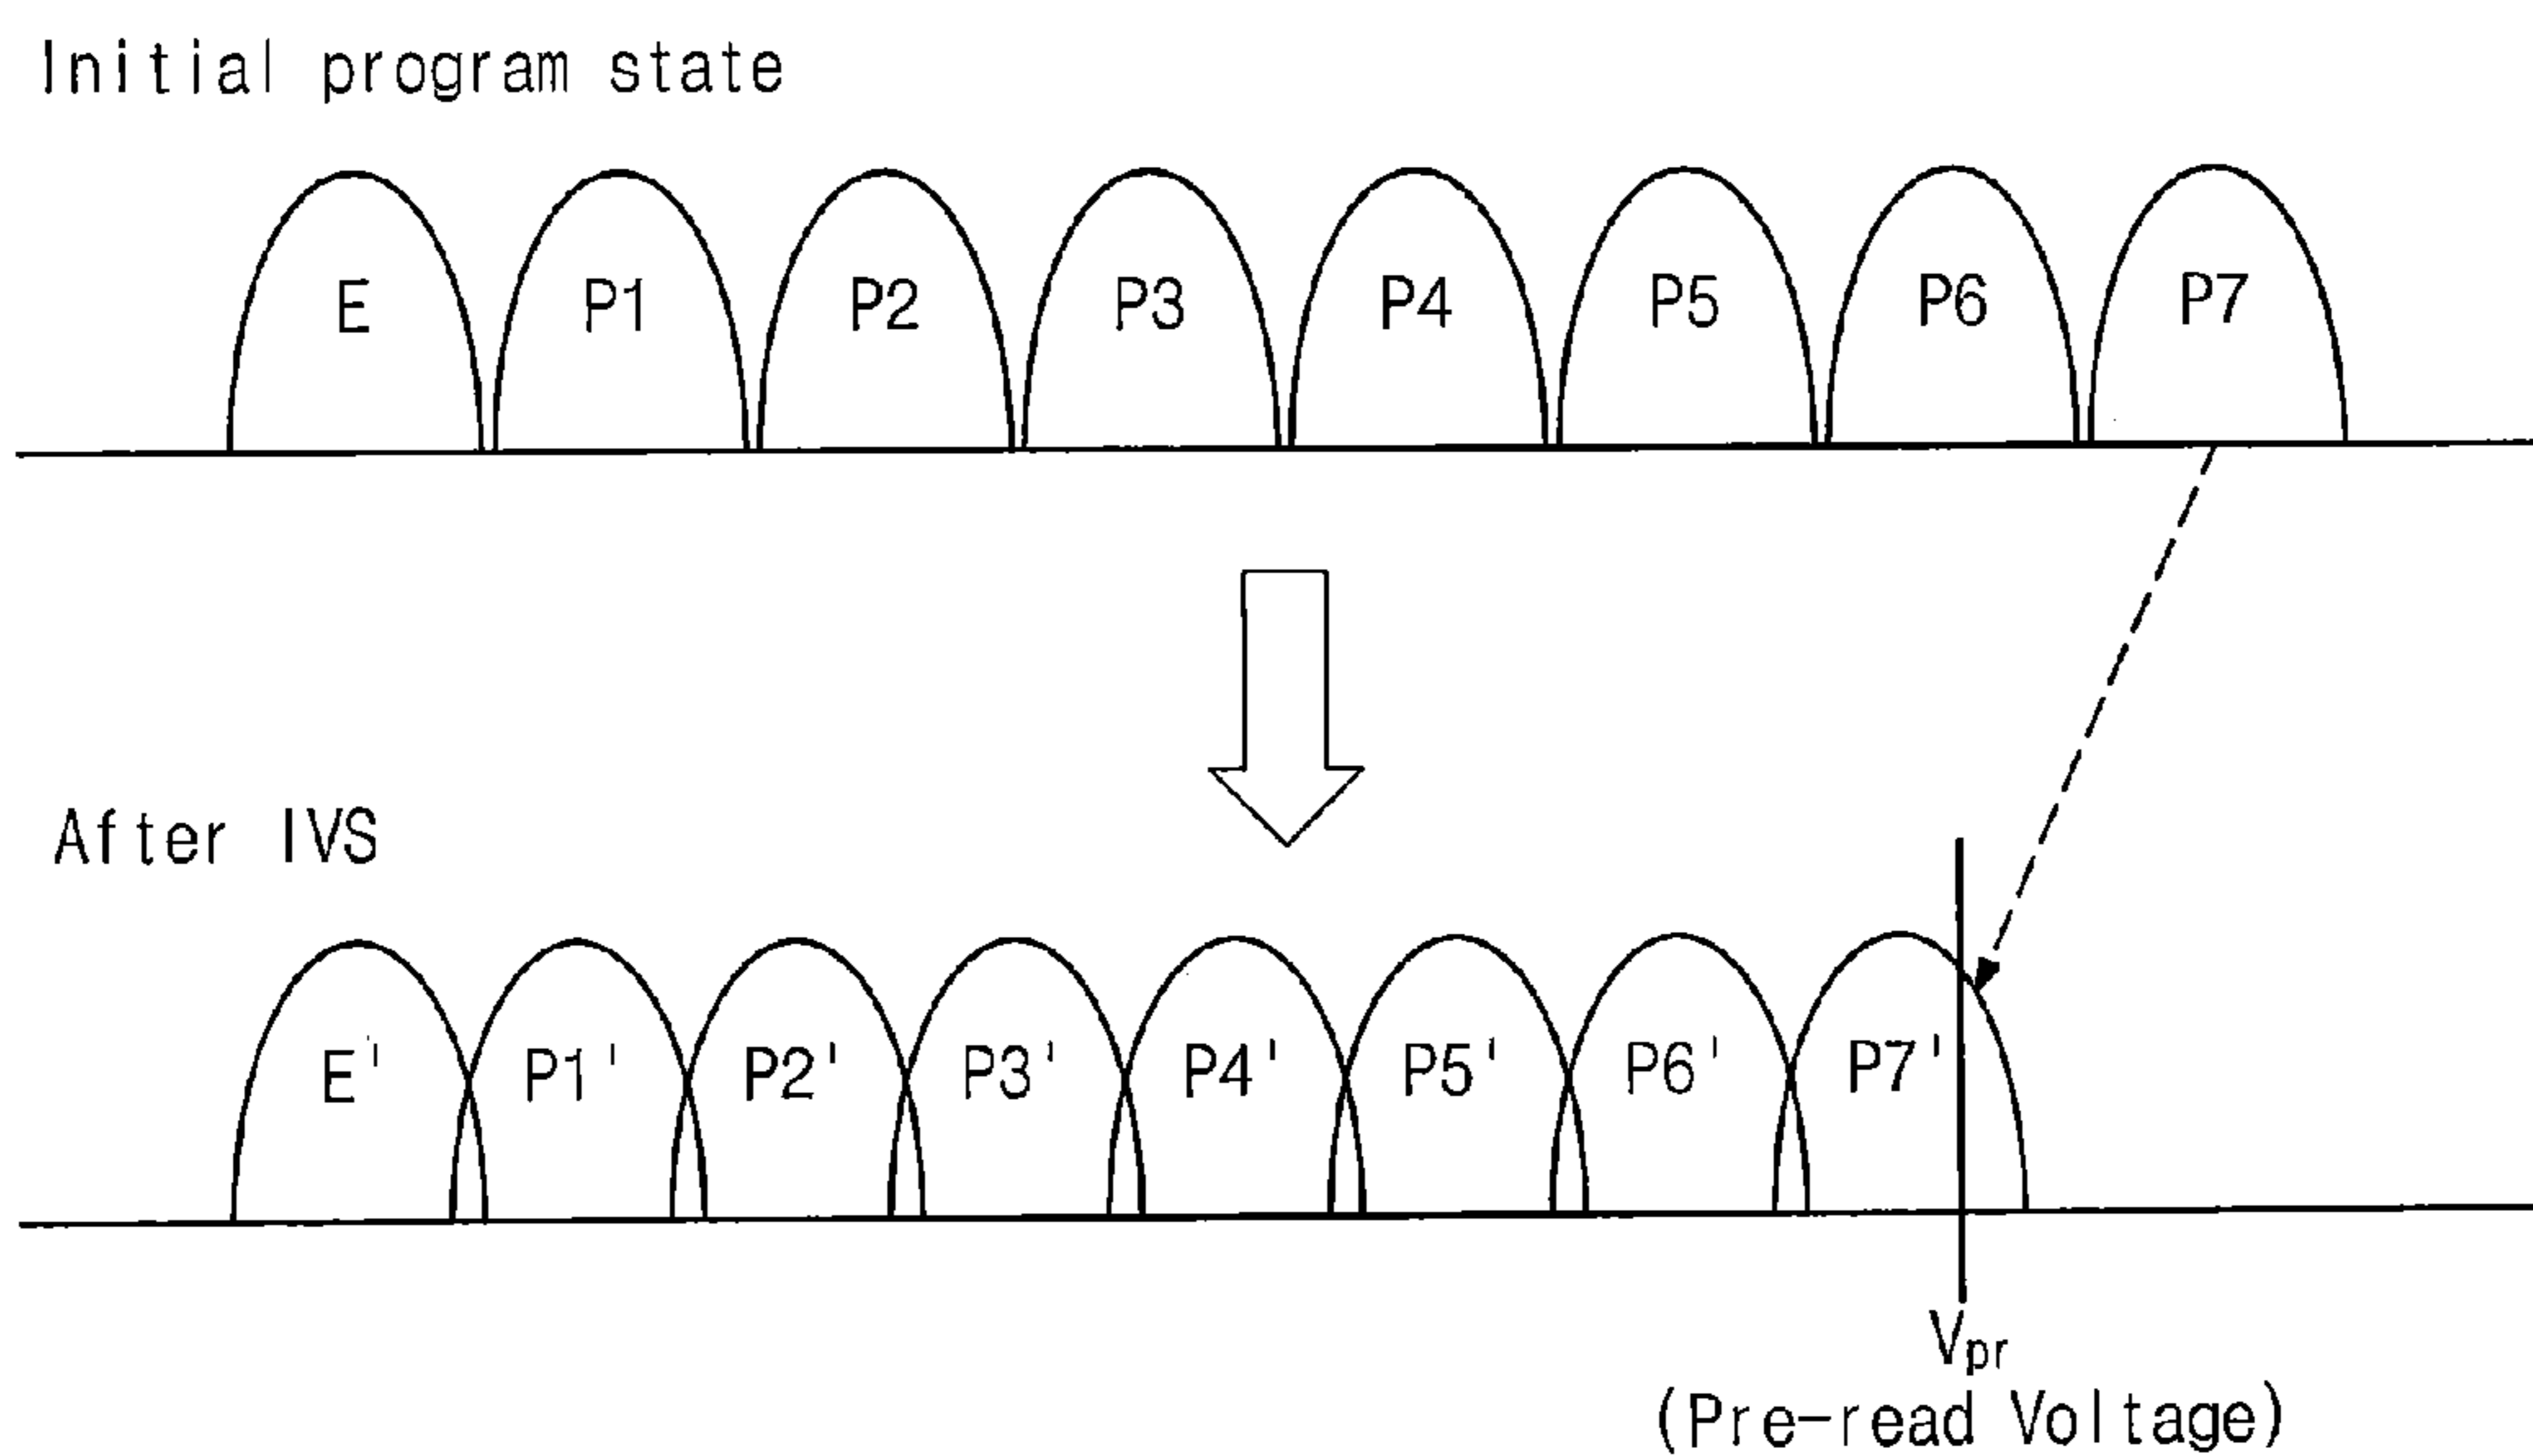 Initial program state
E P1 P2 P3 P4 P5 P6 P7
After IVS
E' P1' P2' P3' P4' P5' P6' P7'
Vpr
(Pre-read Voltage)